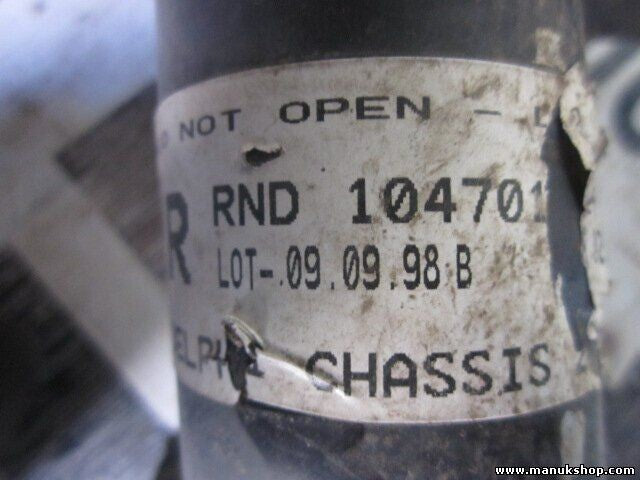 NOT OPEN -
R
RND 104701
LOT-.09.09.98 B
CHASSIS
www.manukshop.com